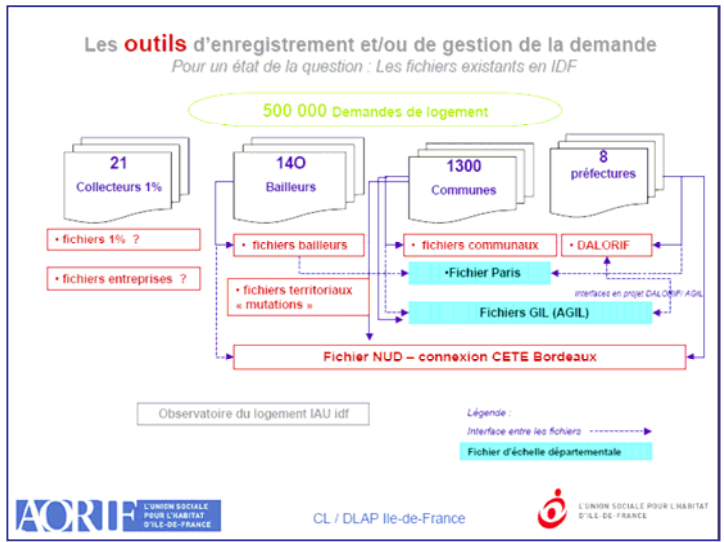 Les outils d'enregistrement et/ou de gestion de la demande
Pour un état de la question : Les fichiers existants en IDF
500 000 Demandes de logement
21
Collecteurs 1%
14O
Bailleurs
1300
Communes
8
préfectures
• fichiers 1% ?
• fichiers bailleurs
• fichiers communaux
• DALORIF
• fichiers entreprises ?
•Fichier Paris
• fichiers territoriaux
« mutations »
interfaces en projet DALORIF/ AGIL
Fichiers GIL (AGIL)
Fichier NUD – connexion CETE Bordeaux
Observatoire du logement IAU idf
Légende :
Interface entre les fichiers
Fichier d'échelle départementale
AORIF
L'UNION SOCIALE
POUR L'HABITAT
D'ILE-DE-FRANCE
CL / DLAP Ile-de-France
L'UNION SOCIALE POUR L'HABITAT
D'ILE-DE-FRANCE